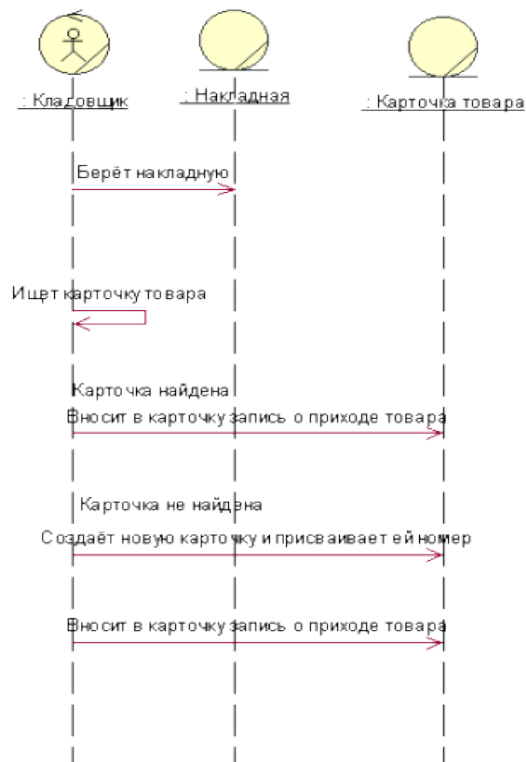 : Кладовщик
: Накладная
: Карточка товара
Берёт накладную
Ищет карточку товара
Карточка найдена
Вносит в карточку запись о приходе товара
Карточка не найдена
Создаёт новую карточку и присваивает ей номер
Вносит в карточку запись о приходе товара